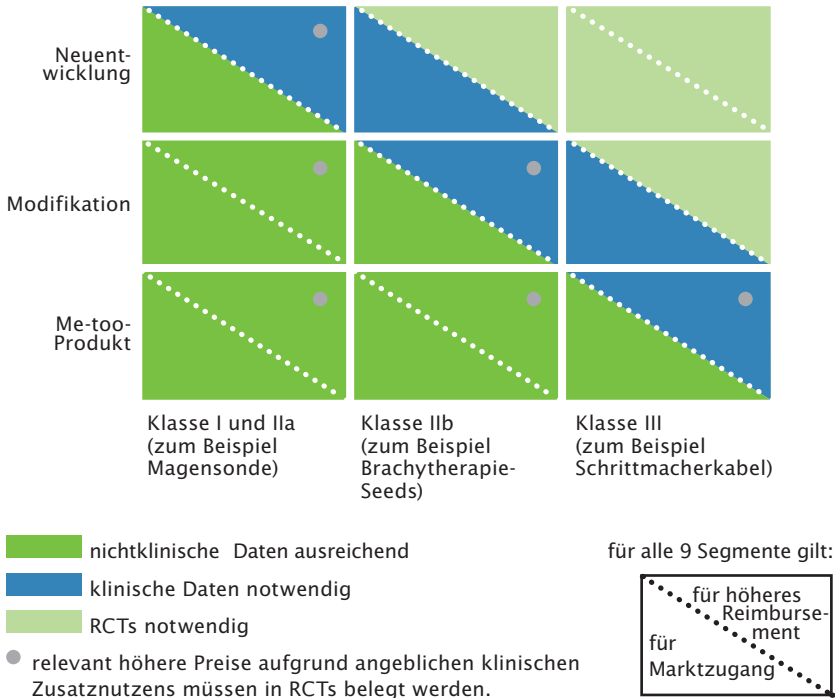 Neuent-
wicklung
Modifikation
Me-too-
Produkt
Klasse I und IIa
(zum Beispiel
Magensonde)
Klasse IIb
(zum Beispiel
Brachytherapie-
Seeds)
Klasse III
(zum Beispiel
Schrittmacherkabel)
nichtklinische Daten ausreichend
klinische Daten notwendig
RCTs notwendig
relevant höhere Preise aufgrund angeblichen klinischen
Zusatznutzens müssen in RCTs belegt werden.
für alle 9 Segmente gilt:
für höheres
Reimburse-
ment
für
Marktzugang